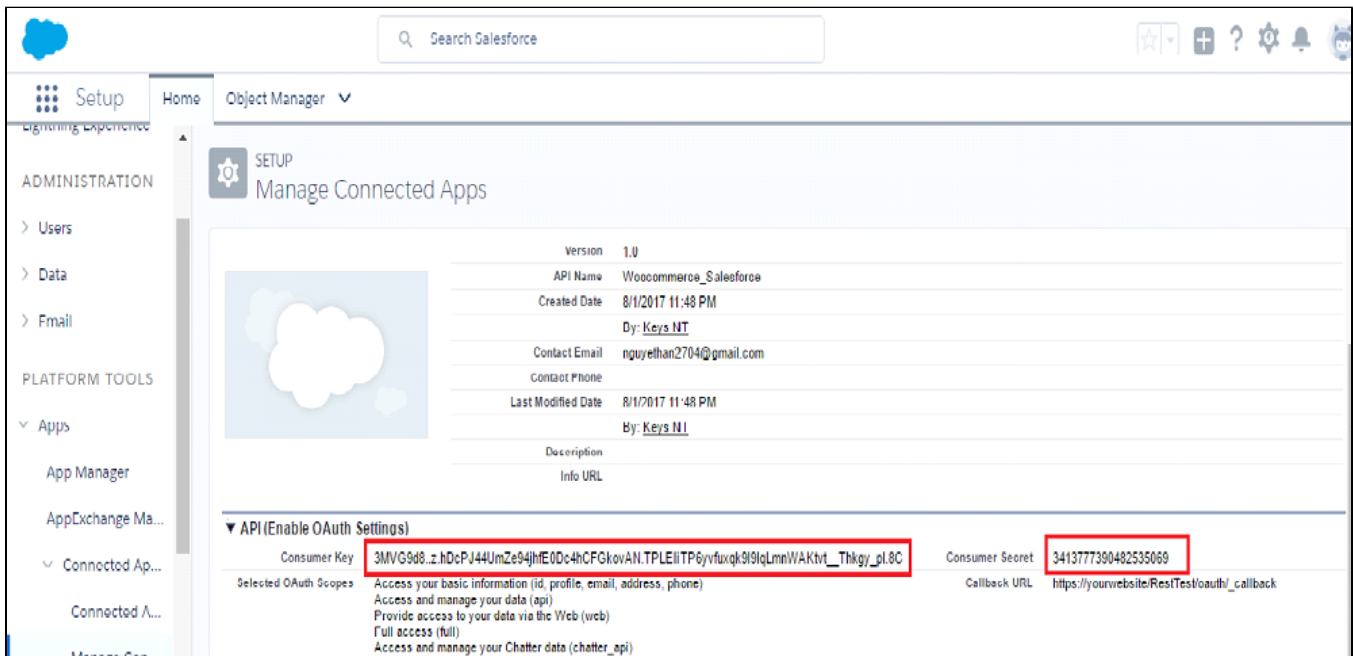 Search Salesforce
Setup Home Object Manager
Lightning Experience
ADMINISTRATION
Users
Data
Email
PLATFORM TOOLS
Apps
App Manager
AppExchange Ma...
Connected Ap...
Connected A...
Manage Con
SETUP
Manage Connected Apps
Version 1.0
API Name Woocommerce_Salesforce
Created Date 8/1/2017 11:48 PM
By: Keys NT
Contact Email nguyethan2704@gmail.com
Contact Phone
Last Modified Date 8/1/2017 11:48 PM
By: Keys NT
Description
Info URL
API (Enable OAuth Settings)
Consumer Key Consumer Secret 3413777390482535069
Selected OAuth Scopes Access your basic information (id, profile, email, address, phone) Callback URL https://yourwebsite/RestTest/oauth/_callback
Access and manage your data (api)
Provide access to your data via the Web (web)
Full access (full)
Access and manage your Chatter data (chatter_api)